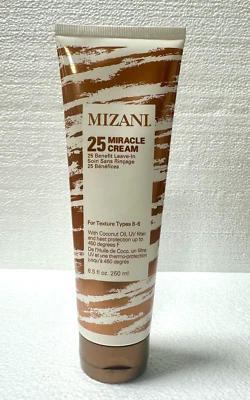 MIZANI.
25 MIRACLE
CREAM
25 Benefit Leave-In
Soin Sans Rinçage
25 Bénéfices
For Texture Types 8-6
With Coconut Oil, UV filter
and heat protection up to
450 degrees F
De l'Huile de Coco, un filtre
UV et une thermo-protection
jusqu'à 450 degrés
8.5 fl oz. 250 ml